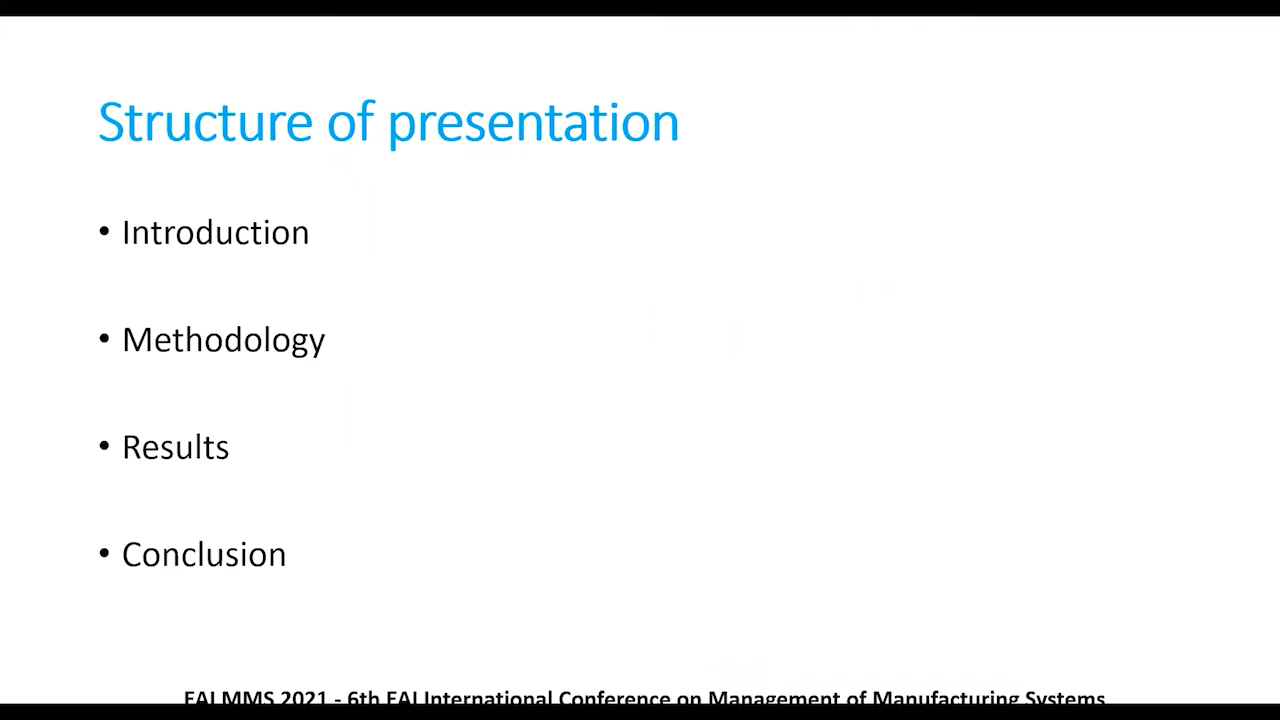 Structure of presentation
• Introduction
• Methodology
• Results
• Conclusion
EAI MMS 2021 - 6th EAI International Conference on Management of Manufacturing Systems